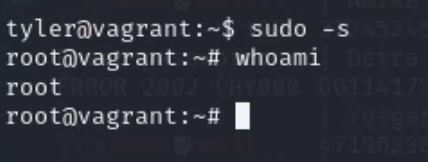 tyler@vagrant:~$ sudo -s
root@vagrant:~# whoami
root
root@vagrant:~#